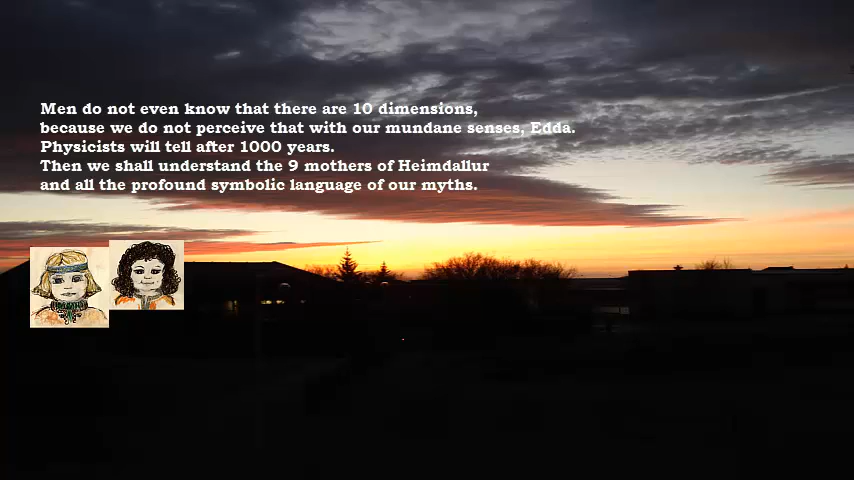 Men do not even know that there are 10 dimensions,
because we do not perceive that with our mundane senses, Edda.
Physicists will tell after 1000 years.
Then we shall understand the 9 mothers of Heimdallur
and all the profound symbolic language of our myths.